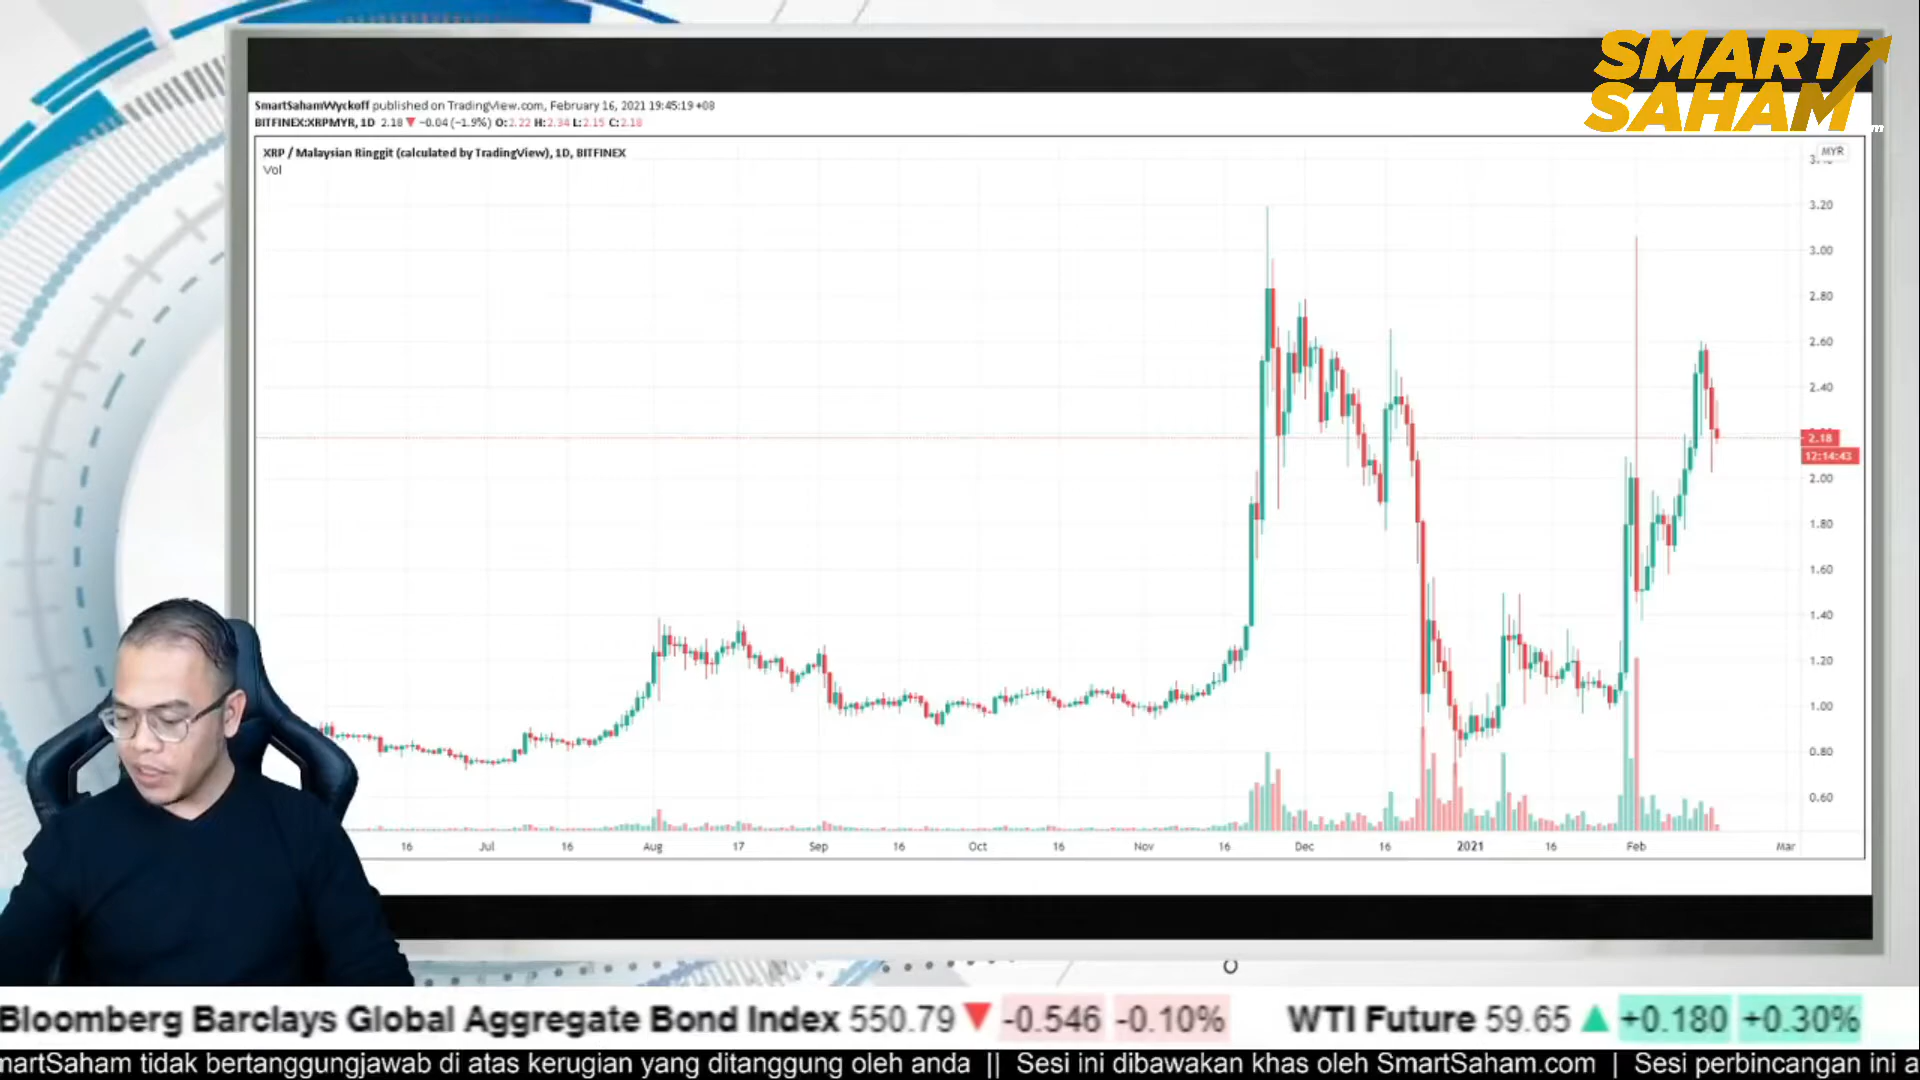 SMART
SAHAM
SmartSahamWyckoff published on TradingView.com, February 16, 2021 19:45:19 +08
BITFINEX:XRPMYR, 1D 2.18 ▼ −0.04 (−1.9%) O:2.22 H:2.34 L:2.15 C:2.18
XRP / Malaysian Ringgit (calculated by TradingView), 1D, BITFINEX
Vol
MYR
3.20
3.00
2.80
2.60
2.40
2.18
12:14:43
2.00
1.80
1.60
1.40
1.20
1.00
0.80
0.60
16 Jul 16 Aug 17 Sep 16 Oct 16 Nov 16 Dec 16 2021 16 Feb Mar
Bloomberg Barclays Global Aggregate Bond Index 550.79 ▼ -0.546 -0.10% WTI Future 59.65 ▲ +0.180 +0.30%
martSaham tidak bertanggungjawab di atas kerugian yang ditanggung oleh anda || Sesi ini dibawakan khas oleh SmartSaham.com | Sesi perbincangan ini a